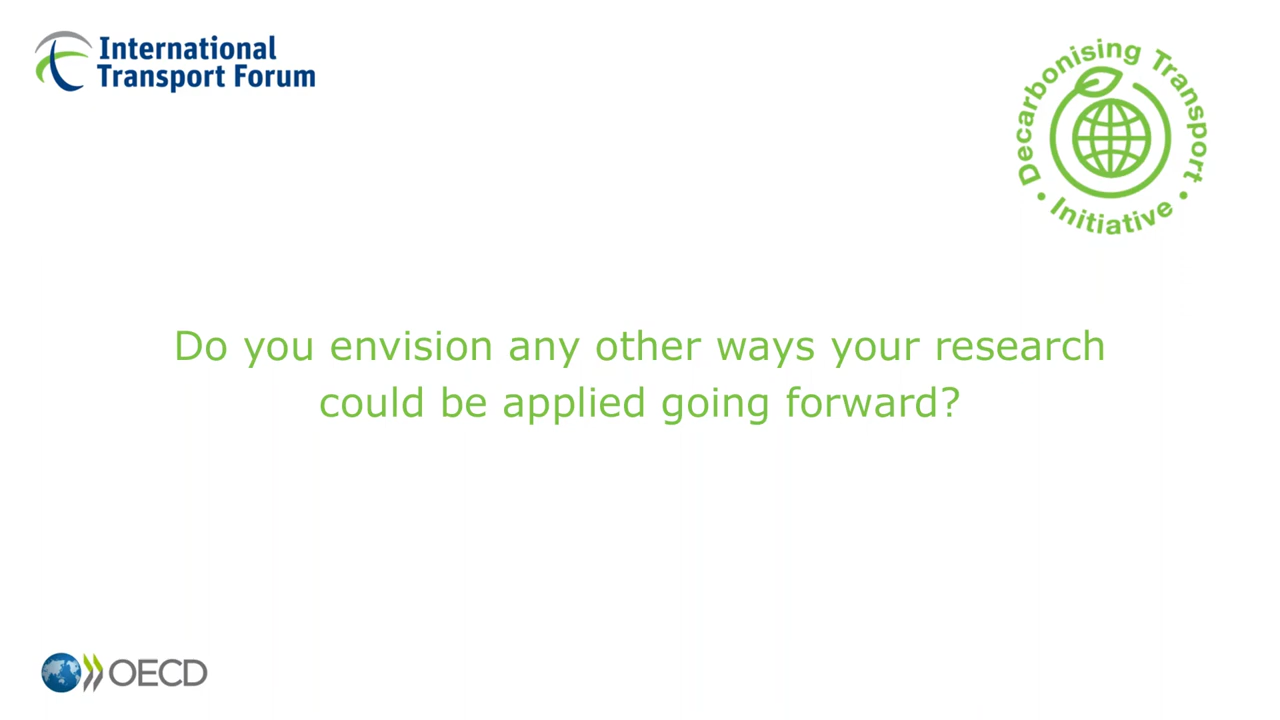 International
Transport Forum
Decarbonising Transport
• Initiative •
Do you envision any other ways your research
could be applied going forward?
OECD